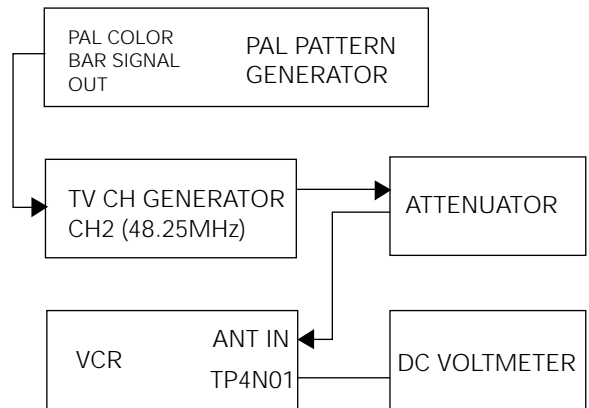 PAL COLOR
BAR SIGNAL
OUT
PAL PATTERN
GENERATOR
TV CH GENERATOR
CH2 (48.25MHz)
ATTENUATOR
VCR
ANT IN
TP4N01
DC VOLTMETER